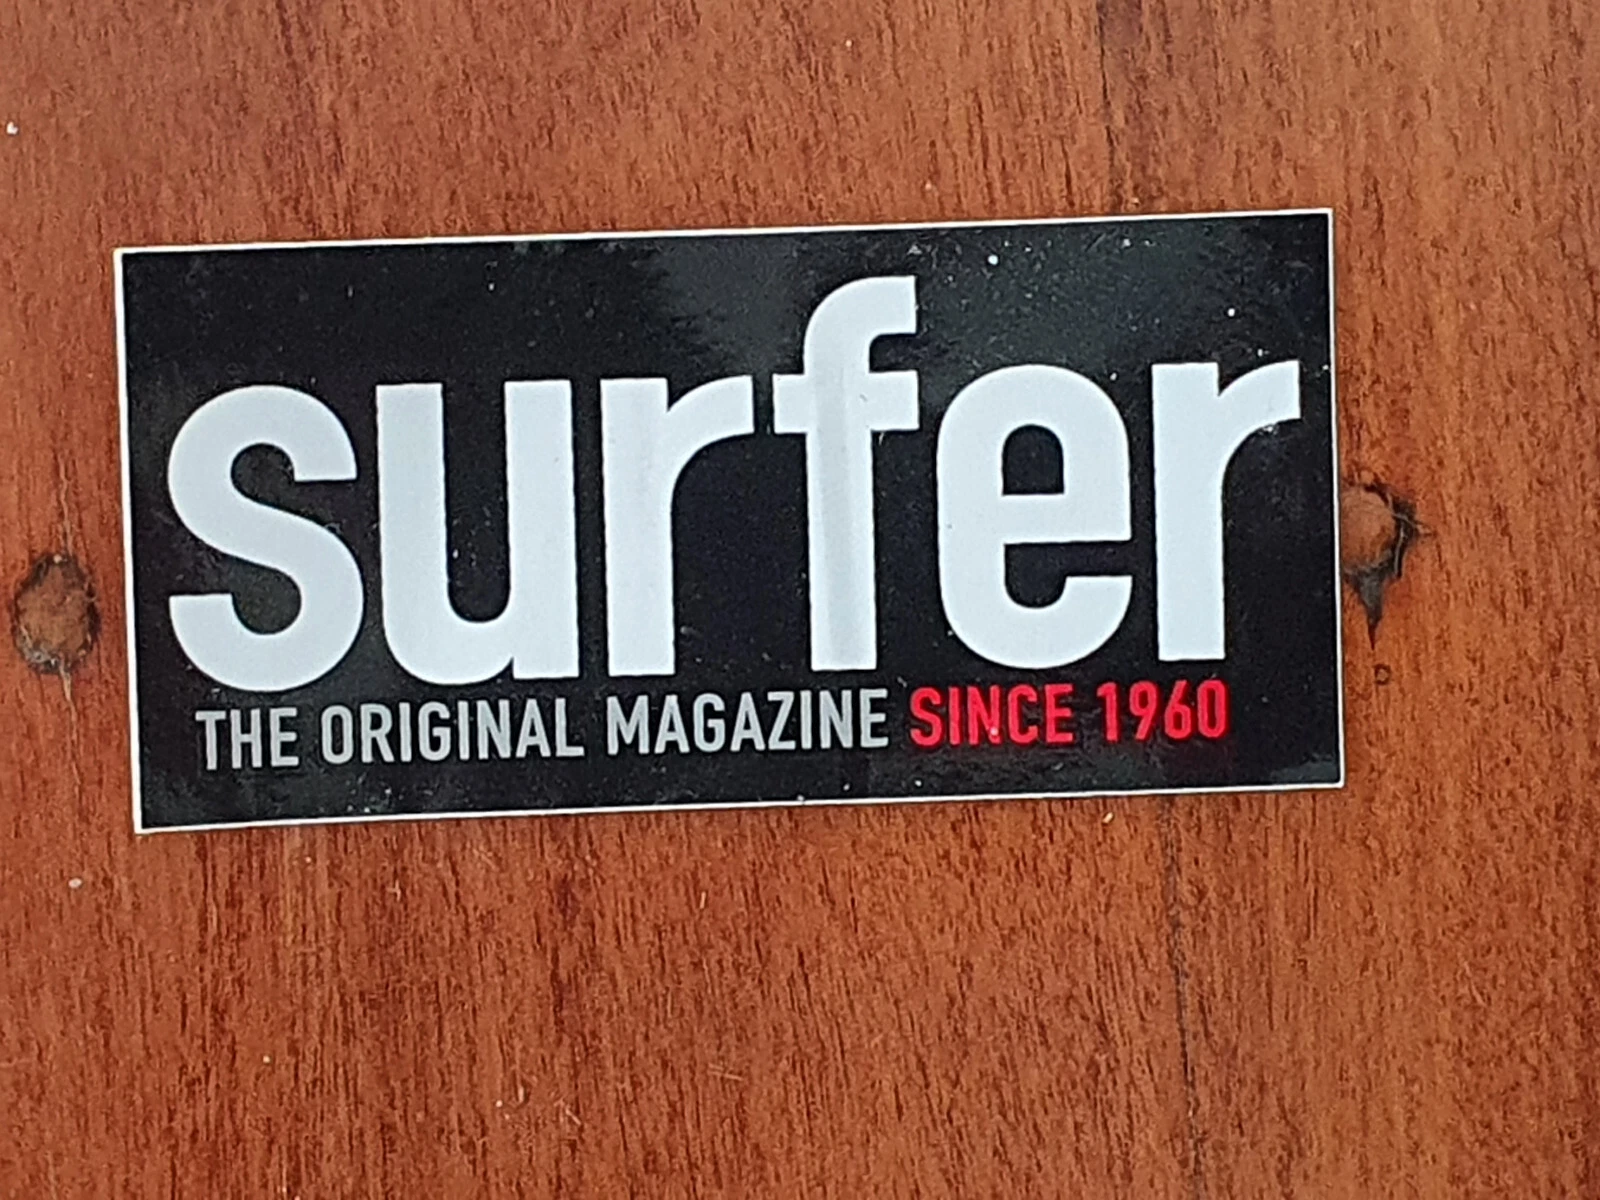 surfer
THE ORIGINAL MAGAZINE SINCE 1960